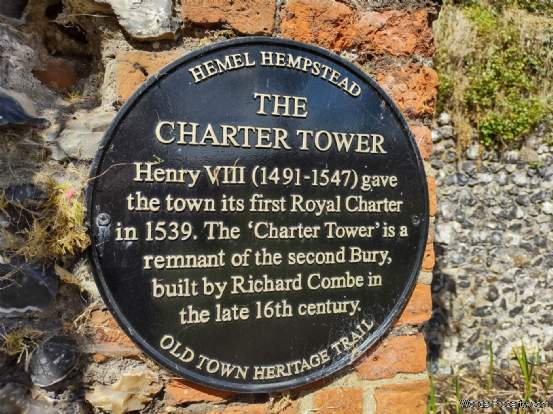 HEMEL HEMPSTEAD
THE
CHARTER TOWER
Henry VIII (1491-1547) gave
the town its first Royal Charter
in 1539. The ‘Charter Tower’ is a
remnant of the second Bury,
built by Richard Combe in
the late 16th century.
OLD TOWN HERITAGE TRAIL